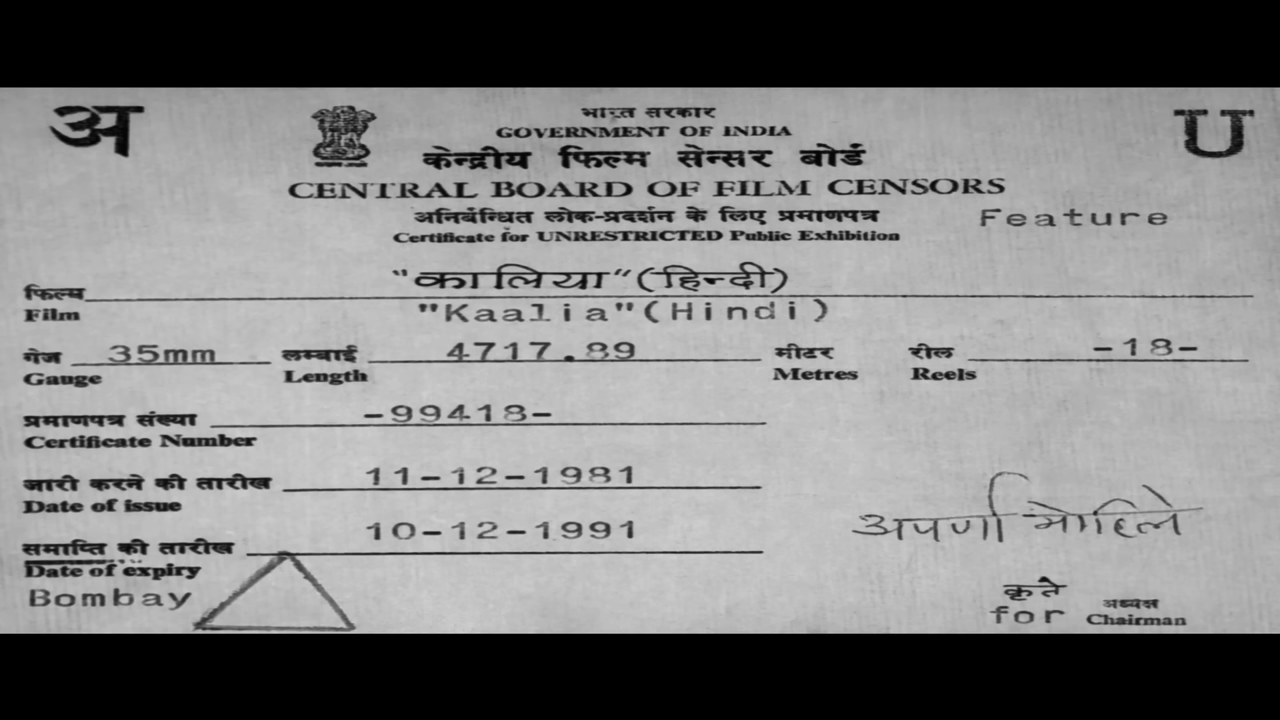 अ
U
भारत सरकार
GOVERNMENT OF INDIA
केन्द्रीय फिल्म सेन्सर बोर्ड
CENTRAL BOARD OF FILM CENSORS
अनिर्बन्धित लोक-प्रदर्शन के लिए प्रमाणपत्र
Feature
Certificate for UNRESTRICTED Public Exhibition
फिल्म "कालिया"(हिन्दी)
Film "Kaalia"(Hindi)
गेज 35mm लम्बाई 4717.89 मीटर रील -18-
Gauge Length Metres Reels
प्रमाणपत्र संख्या -99418-
Certificate Number
जारी करने की तारीख 11-12-1981
Date of issue
समाप्ति की तारीख 10-12-1991
Date of expiry
अपर्णा मोहिले
Bombay
कृते अध्यक्ष
for Chairman